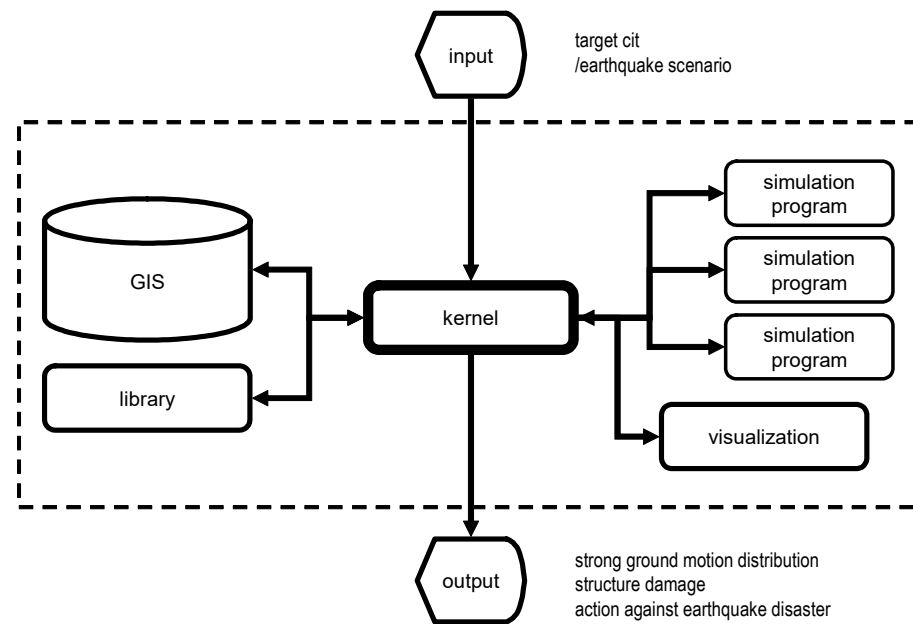 input
target cit
/earthquake scenario
simulation
program
GIS
simulation
program
kernel
simulation
program
library
visualization
output
strong ground motion distribution
structure damage
action against earthquake disaster